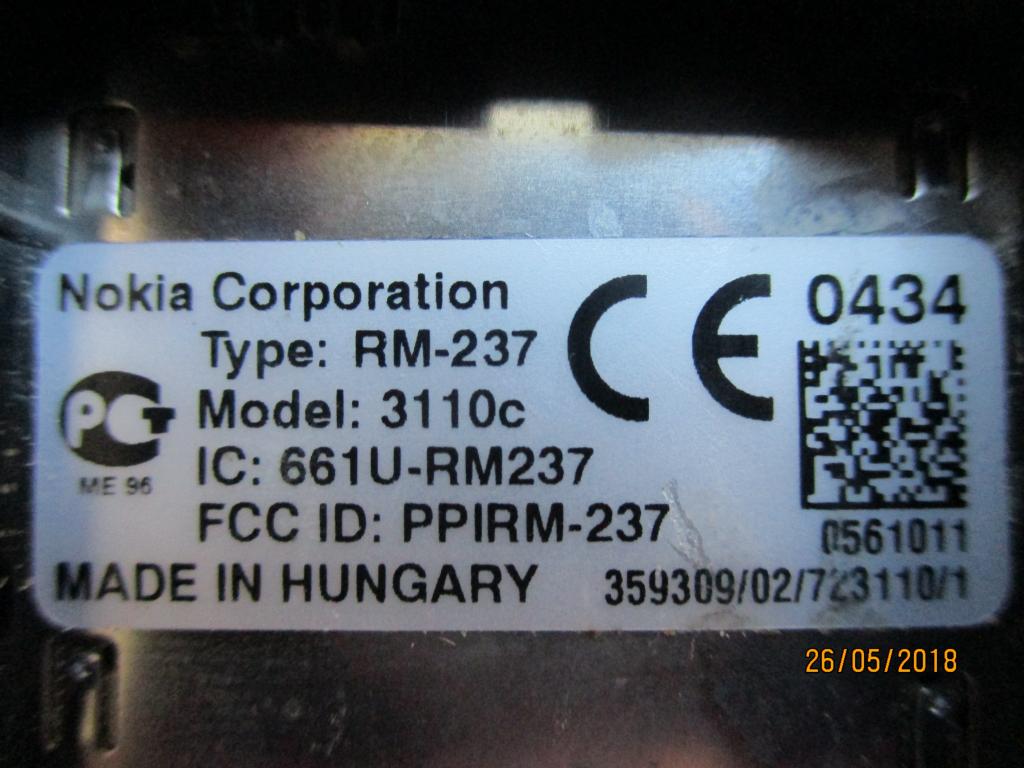 Nokia Corporation
CE 0434
Type: RM-237
PCT
ME 96
Model: 3110c
IC: 661U-RM237
FCC ID: PPIRM-237
0561011
MADE IN HUNGARY
359309/02/723110/1
26/05/2018